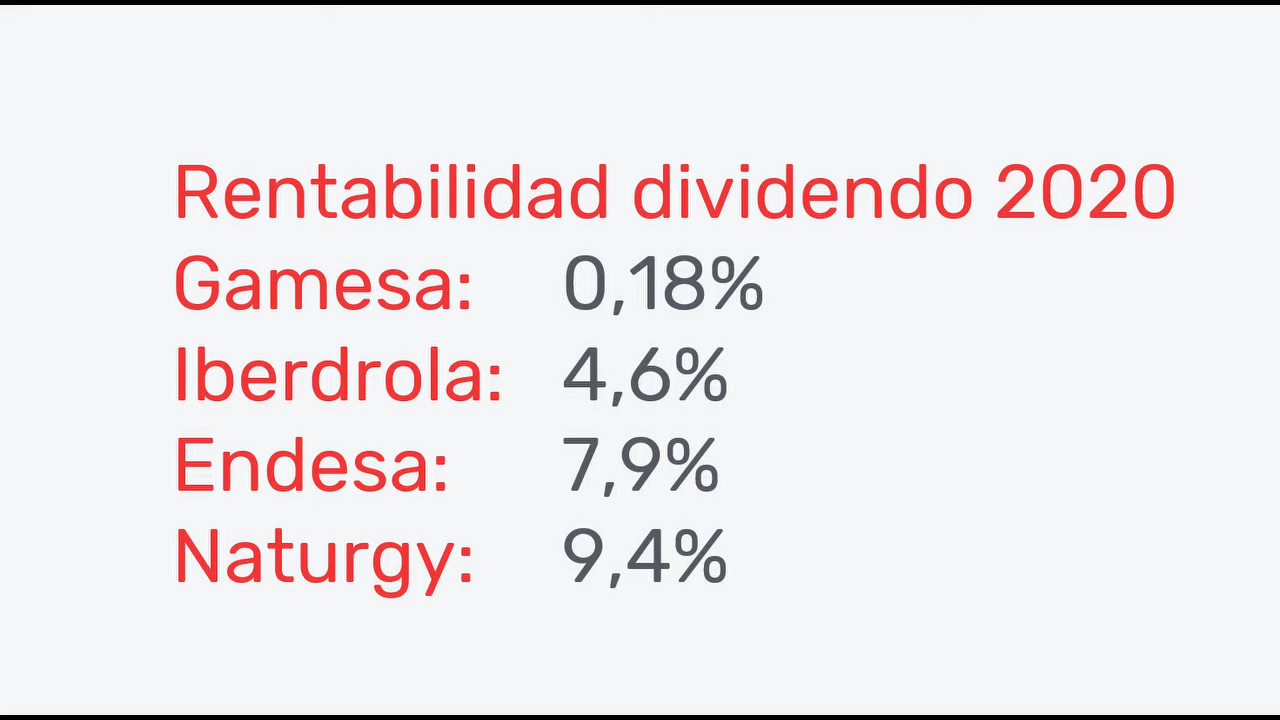 Rentabilidad dividendo 2020
Gamesa: 0,18%
Iberdrola: 4,6%
Endesa: 7,9%
Naturgy: 9,4%